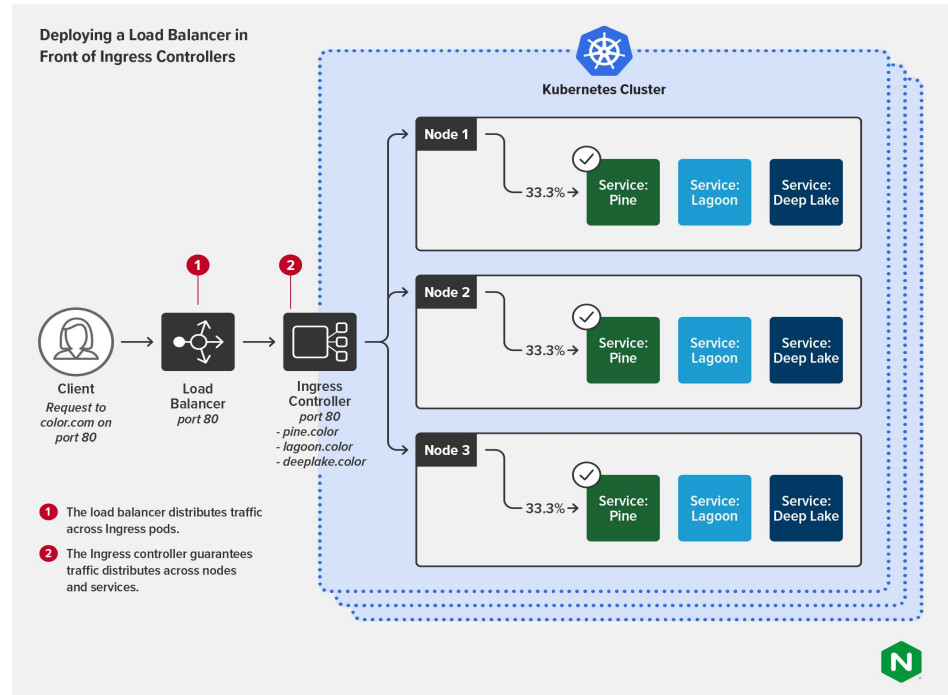 Deploying a Load Balancer in
Front of Ingress Controllers
Kubernetes Cluster
Node 1
33.3%
Service:
Pine
Service:
Lagoon
Service:
Deep Lake
Node 2
33.3%
Service:
Pine
Service:
Lagoon
Service:
Deep Lake
Node 3
33.3%
Service:
Pine
Service:
Lagoon
Service:
Deep Lake
1
2
Client
Request to
color.com on
port 80
Load
Balancer
port 80
Ingress
Controller
port 80
- pine.color
- lagoon.color
- deeplake.color
1 The load balancer distributes traffic
across Ingress pods.
2 The Ingress controller guarantees
traffic distributes across nodes
and services.
N